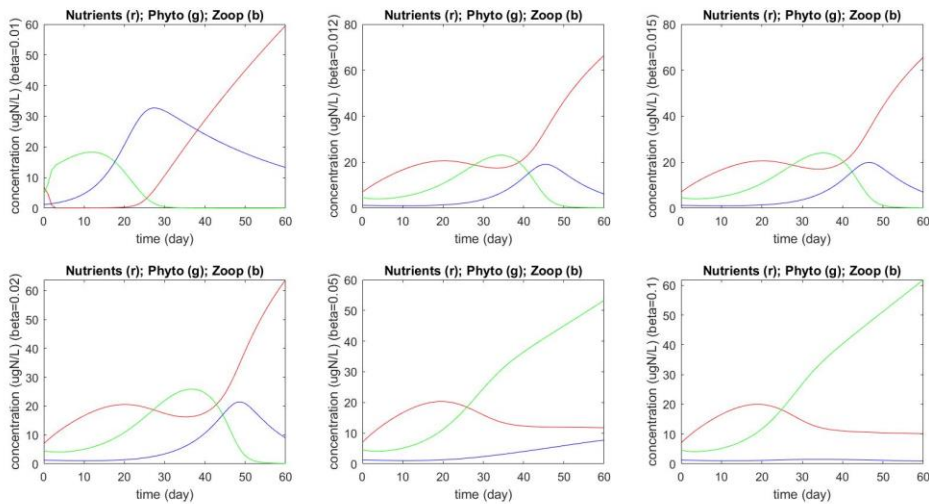 Nutrients (r); Phyto (g); Zoop (b)
concentration (ugN/L) (beta=0.01)
60
50
40
30
20
10
0
0 10 20 30 40 50 60
time (day)
Nutrients (r); Phyto (g); Zoop (b)
concentration (ugN/L) (beta=0.012)
80
60
40
20
0
0 10 20 30 40 50 60
time (day)
Nutrients (r); Phyto (g); Zoop (b)
concentration (ugN/L) (beta=0.015)
80
60
40
20
0
0 10 20 30 40 50 60
time (day)
Nutrients (r); Phyto (g); Zoop (b)
concentration (ugN/L) (beta=0.02)
60
50
40
30
20
10
0
0 10 20 30 40 50 60
time (day)
Nutrients (r); Phyto (g); Zoop (b)
concentration (ugN/L) (beta=0.05)
60
50
40
30
20
10
0
0 10 20 30 40 50 60
time (day)
Nutrients (r); Phyto (g); Zoop (b)
concentration (ugN/L) (beta=0.1)
60
50
40
30
20
10
0
0 10 20 30 40 50 60
time (day)